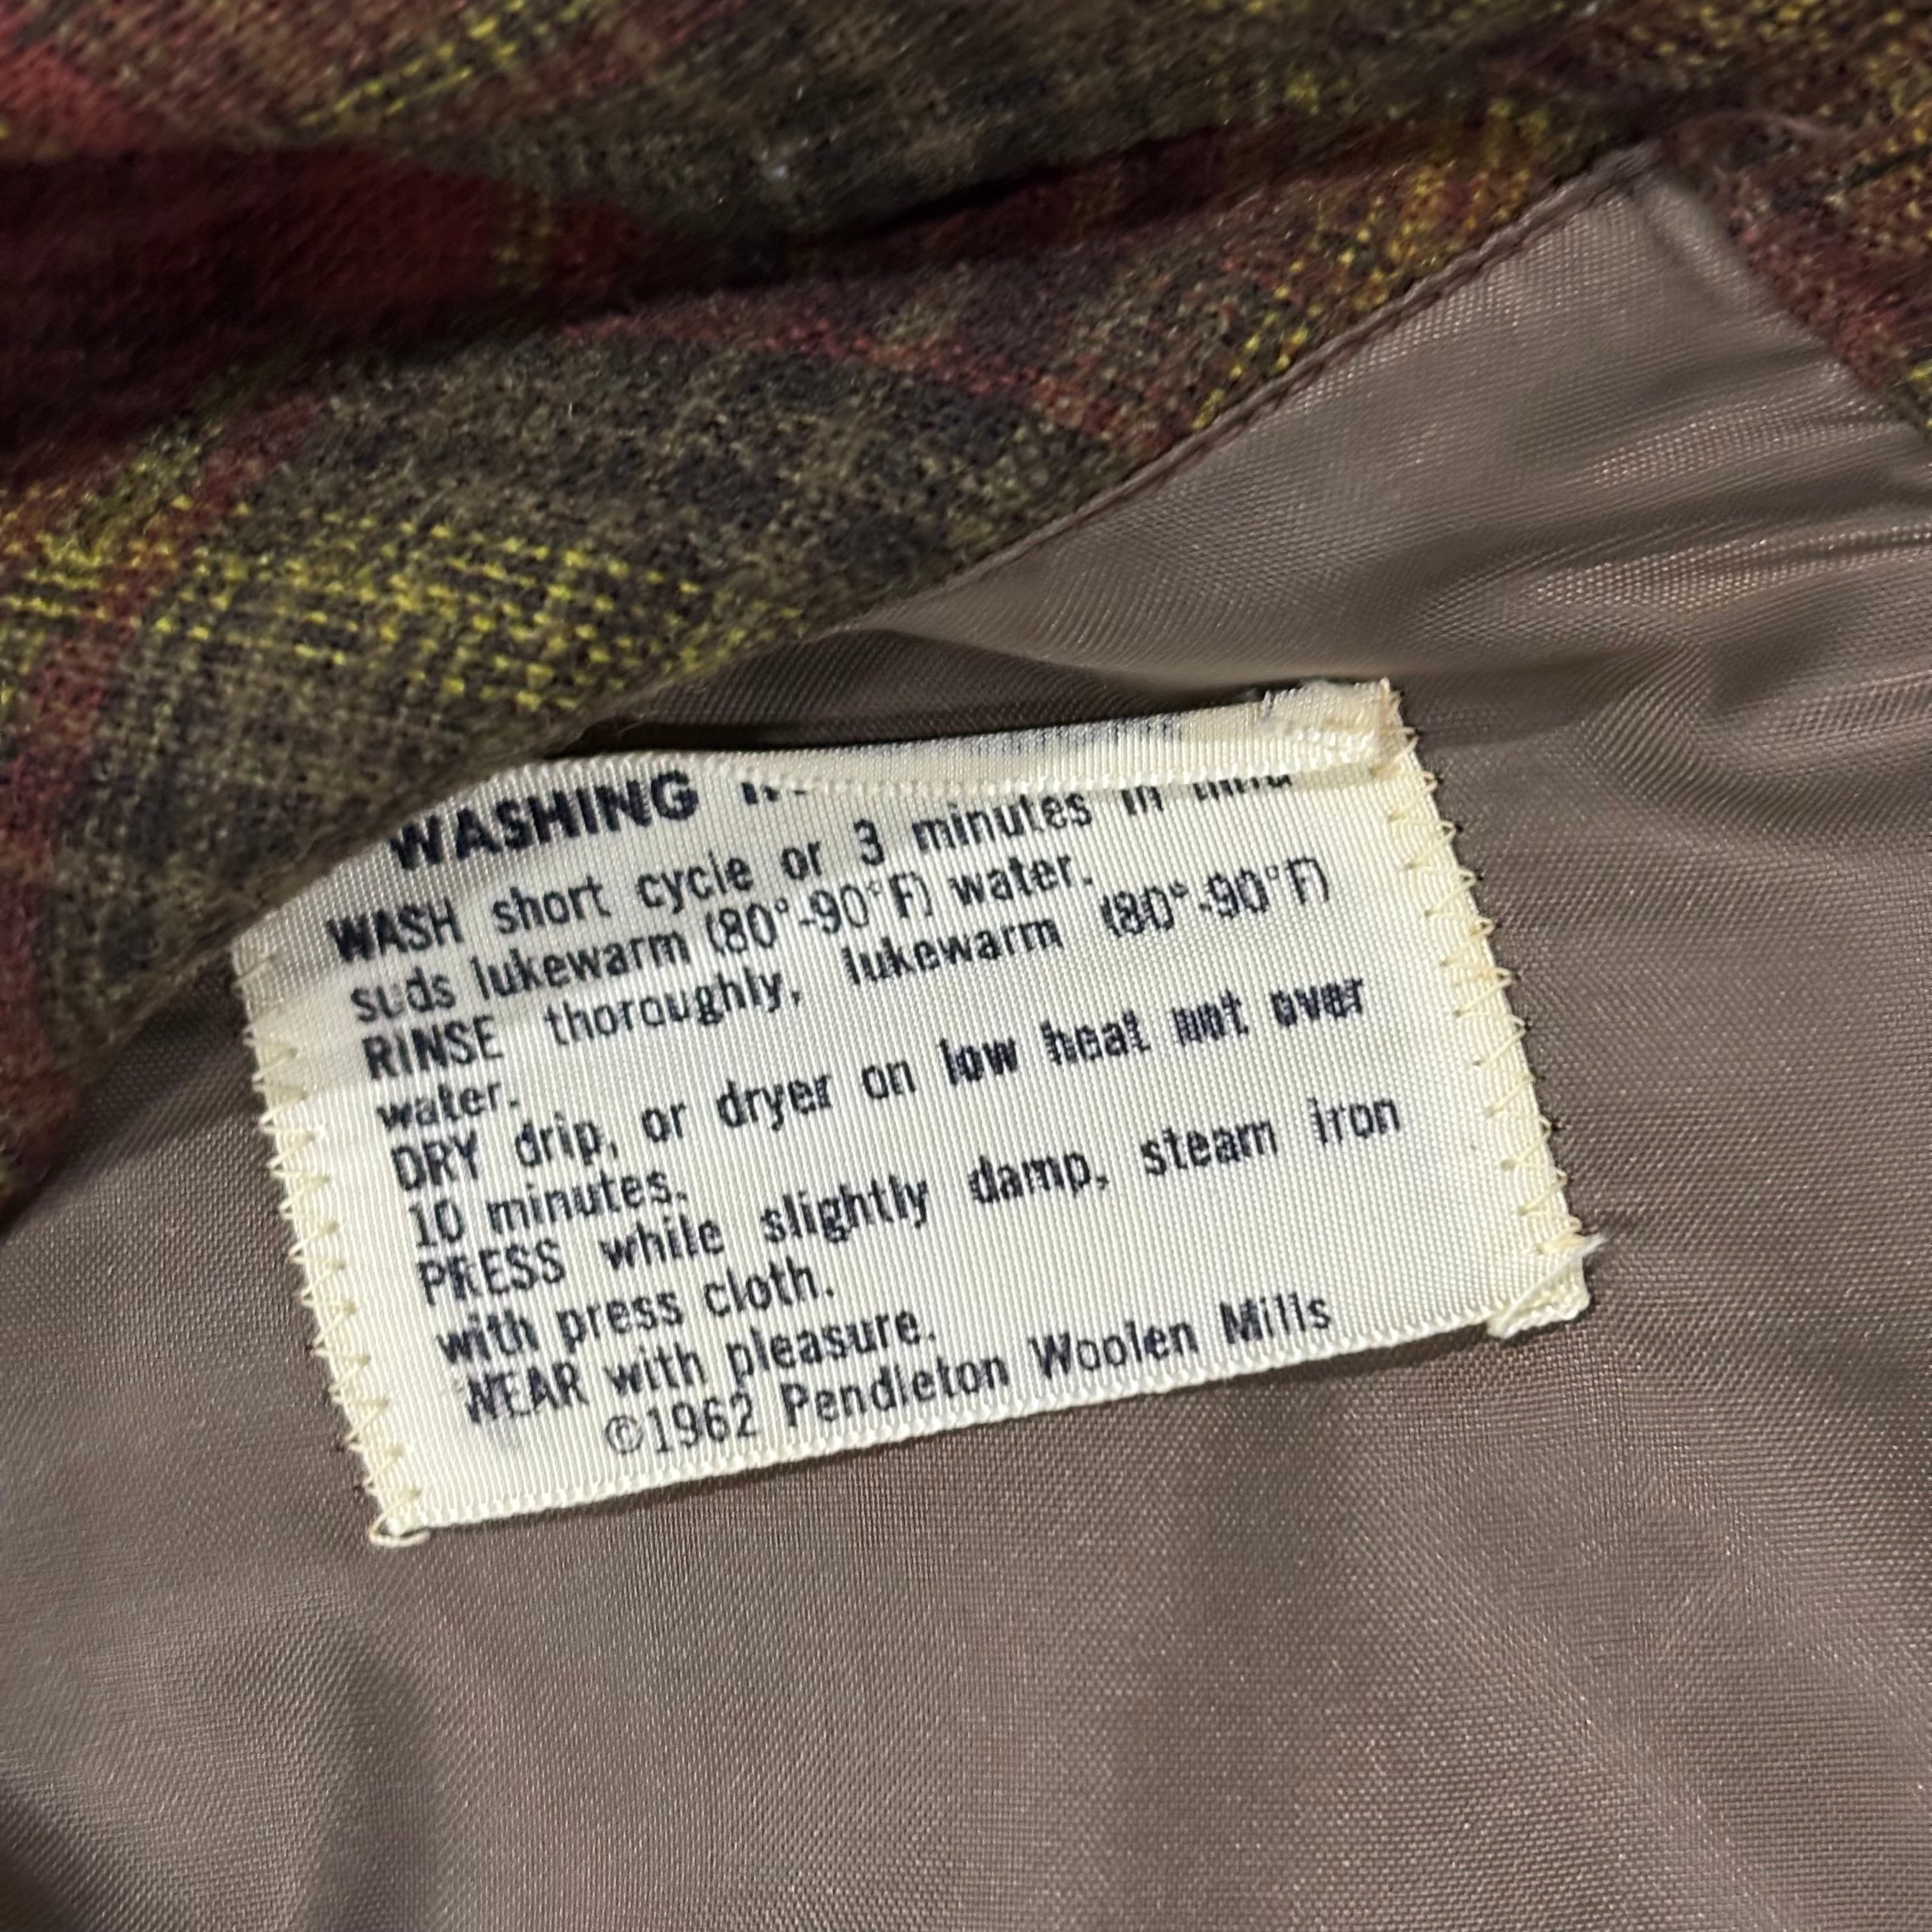 WASHING
WASH short cycle or 3 minutes in mild
suds lukewarm (80°-90°F) water.
RINSE thoroughly, lukewarm (80°-90°F)
water.
DRY drip, or dryer on low heat not over
10 minutes.
PRESS while slightly damp, steam iron
with press cloth.
WEAR with pleasure.
©1962 Pendleton Woolen Mills